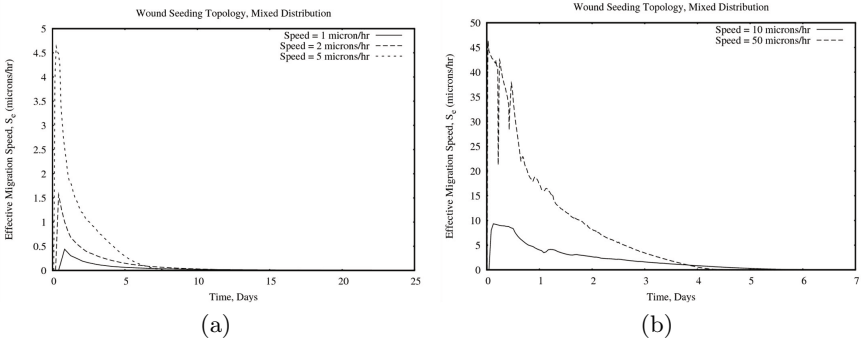 Wound Seeding Topology, Mixed Distribution
Effective Migration Speed, S_e (microns/hr)
5
4.5
4
3.5
3
2.5
2
1.5
1
0.5
0
Speed = 1 micron/hr
Speed = 2 microns/hr
Speed = 5 microns/hr
0 5 10 15 20 25
Time, Days
(a)
Wound Seeding Topology, Mixed Distribution
Effective Migration Speed, S_e (microns/hr)
50
45
40
35
30
25
20
15
10
5
0
Speed = 10 microns/hr
Speed = 50 microns/hr
0 1 2 3 4 5 6 7
Time, Days
(b)